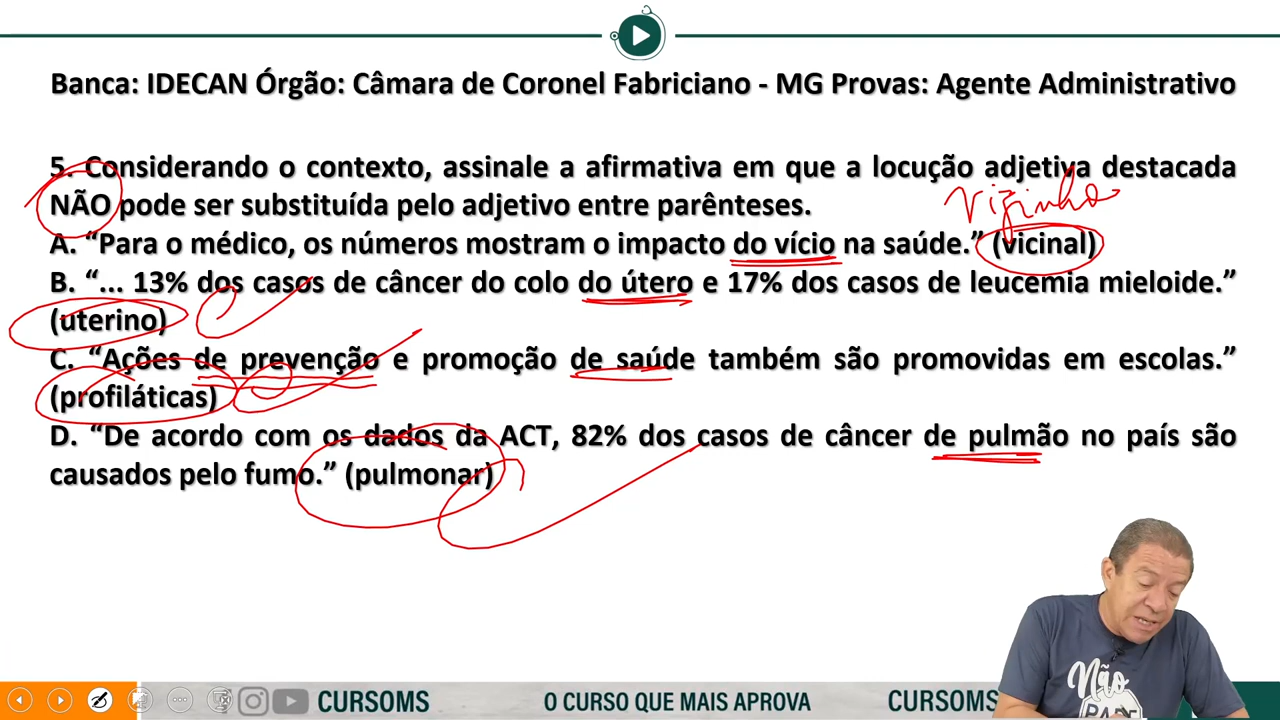 Banca: IDECAN Órgão: Câmara de Coronel Fabriciano - MG Provas: Agente Administrativo
5. Considerando o contexto, assinale a afirmativa em que a locução adjetiva destacada
NÃO pode ser substituída pelo adjetivo entre parênteses.
vizinho
A. “Para o médico, os números mostram o impacto do vício na saúde.” (vicinal)
B. “... 13% dos casos de câncer do colo do útero e 17% dos casos de leucemia mieloide.”
(uterino)
C. “Ações de prevenção e promoção de saúde também são promovidas em escolas.”
(profiláticas)
D. “De acordo com os dados da ACT, 82% dos casos de câncer de pulmão no país são
causados pelo fumo.” (pulmonar)
CURSOMS O CURSO QUE MAIS APROVA CURSOMS
Não